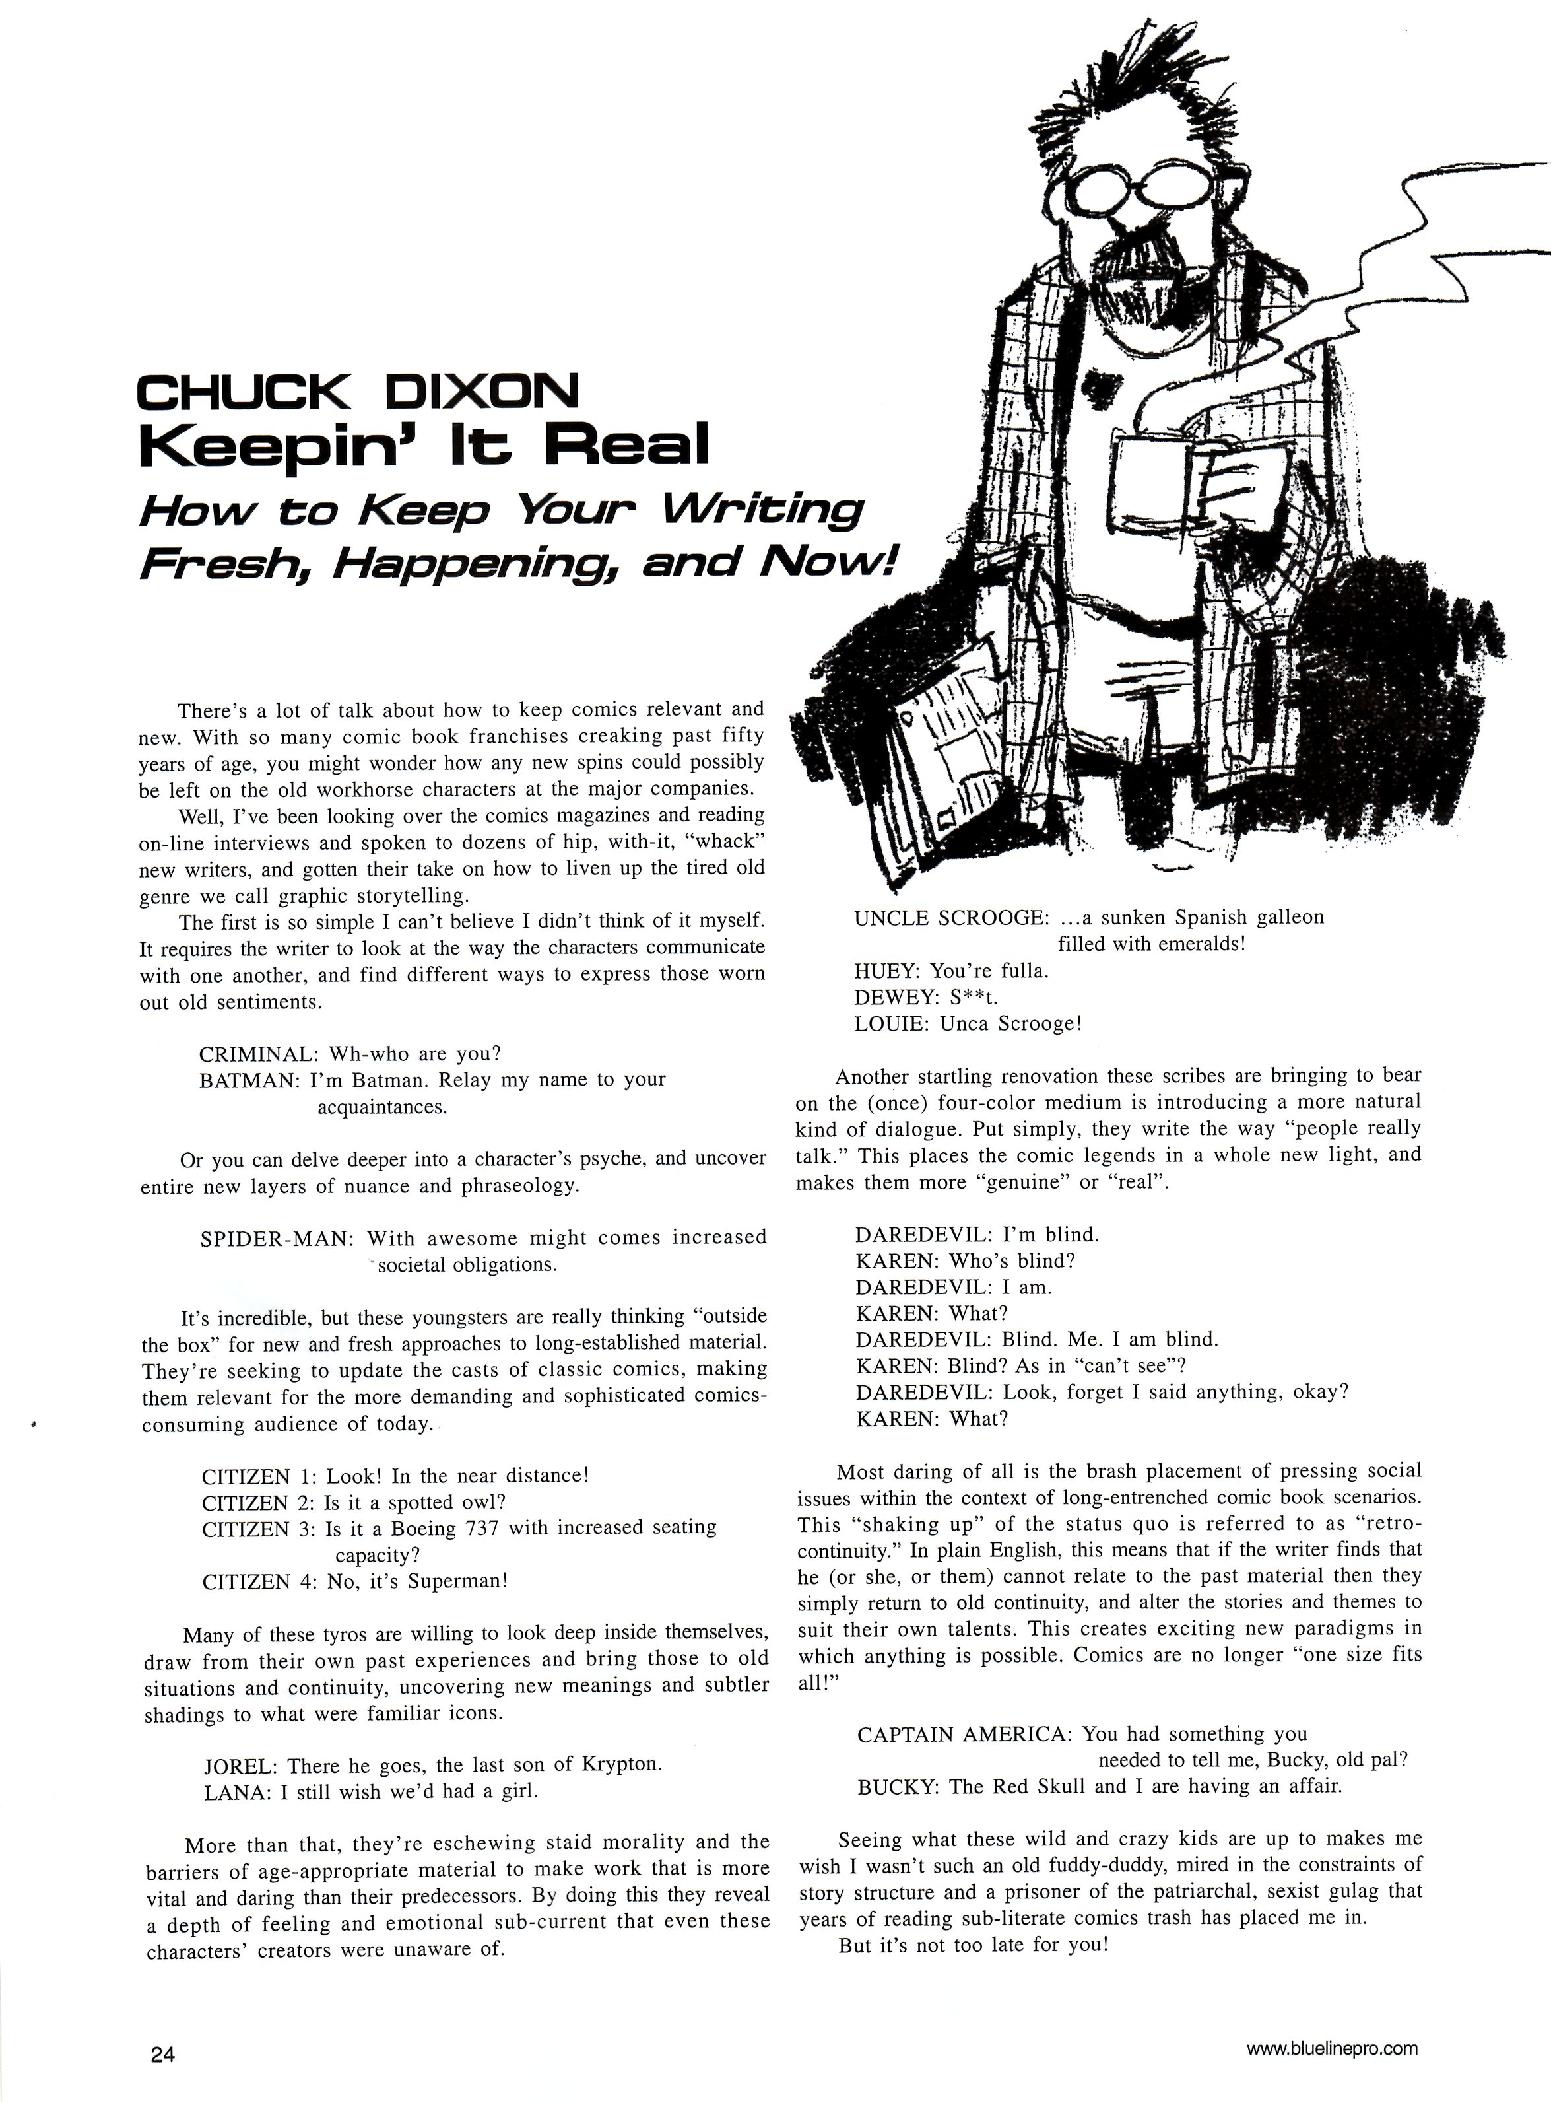 CHUCK DIXON
Keepin' It Real
How to Keep Your Writing
Fresh, Happening, and Now!
There's a lot of talk about how to keep comics relevant and
new. With so many comic book franchises creaking past fifty
years of age, you might wonder how any new spins could possibly
be left on the old workhorse characters at the major companies.
Well, I've been looking over the comics magazines and reading
on-line interviews and spoken to dozens of hip, with-it, "whack"
new writers, and gotten their take on how to liven up the tired old
genre we call graphic storytelling.
The first is so simple I can't believe I didn't think of it myself.
It requires the writer to look at the way the characters communicate
with one another, and find different ways to express those worn
out old sentiments.
CRIMINAL: Wh-who are you?
BATMAN: I'm Batman. Relay my name to your
acquaintances.
Or you can delve deeper into a character's psyche, and uncover
entire new layers of nuance and phraseology.
SPIDER-MAN: With awesome might comes increased
societal obligations.
It's incredible, but these youngsters are really thinking "outside
the box" for new and fresh approaches to long-established material.
They're seeking to update the casts of classic comics, making
them relevant for the more demanding and sophisticated comics-
consuming audience of today.
CITIZEN 1: Look! In the near distance!
CITIZEN 2: Is it a spotted owl?
CITIZEN 3: Is it a Boeing 737 with increased seating
capacity?
CITIZEN 4: No, it's Superman!
Many of these tyros are willing to look deep inside themselves,
draw from their own past experiences and bring those to old
situations and continuity, uncovering new meanings and subtler
shadings to what were familiar icons.
JOREL: There he goes, the last son of Krypton.
LANA: I still wish we'd had a girl.
More than that, they're eschewing staid morality and the
barriers of age-appropriate material to make work that is more
vital and daring than their predecessors. By doing this they reveal
a depth of feeling and emotional sub-current that even these
characters' creators were unaware of.
UNCLE SCROOGE: ...a sunken Spanish galleon
filled with emeralds!
HUEY: You're fulla.
DEWEY: S**t.
LOUIE: Unca Scrooge!
Another startling renovation these scribes are bringing to bear
on the (once) four-color medium is introducing a more natural
kind of dialogue. Put simply, they write the way "people really
talk." This places the comic legends in a whole new light, and
makes them more "genuine" or "real".
DAREDEVIL: I'm blind.
KAREN: Who's blind?
DAREDEVIL: I am.
KAREN: What?
DAREDEVIL: Blind. Me. I am blind.
KAREN: Blind? As in "can't see"?
DAREDEVIL: Look, forget I said anything, okay?
KAREN: What?
Most daring of all is the brash placement of pressing social
issues within the context of long-entrenched comic book scenarios.
This "shaking up" of the status quo is referred to as "retro-
continuity." In plain English, this means that if the writer finds that
he (or she, or them) cannot relate to the past material then they
simply return to old continuity, and alter the stories and themes to
suit their own talents. This creates exciting new paradigms in
which anything is possible. Comics are no longer "one size fits
all!"
CAPTAIN AMERICA: You had something you
needed to tell me, Bucky, old pal?
BUCKY: The Red Skull and I are having an affair.
Seeing what these wild and crazy kids are up to makes me
wish I wasn't such an old fuddy-duddy, mired in the constraints of
story structure and a prisoner of the patriarchal, sexist gulag that
years of reading sub-literate comics trash has placed me in.
But it's not too late for you!
24
www.bluelinepro.com